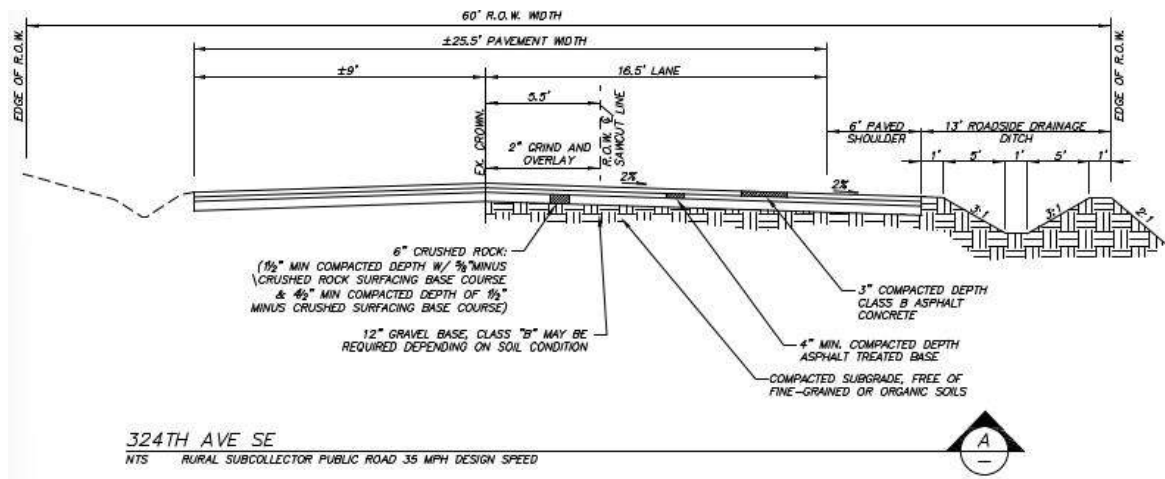 60' R.O.W. WIDTH
±25.5' PAVEMENT WIDTH
±9'
16.5' LANE
5.5'
EDGE OF R.O.W.
EX. CROWN.
R.O.W. ℄
SAWCUT LINE
EDGE OF R.O.W.
2" GRIND AND
OVERLAY
6' PAVED
SHOULDER
13' ROADSIDE DRAINAGE
DITCH
1'
5'
1'
5'
1'
2%
2%
3:1
3:1
2:1
6" CRUSHED ROCK:
(1½" MIN COMPACTED DEPTH W/ ⅝"MINUS
\CRUSHED ROCK SURFACING BASE COURSE
& 4½" MIN COMPACTED DEPTH OF 1½"
MINUS CRUSHED SURFACING BASE COURSE)
12" GRAVEL BASE, CLASS "B" MAY BE
REQUIRED DEPENDING ON SOIL CONDITION
3" COMPACTED DEPTH
CLASS B ASPHALT
CONCRETE
4" MIN. COMPACTED DEPTH
ASPHALT TREATED BASE
COMPACTED SUBGRADE, FREE OF
FINE-GRAINED OR ORGANIC SOILS
324TH AVE SE
NTS RURAL SUBCOLLECTOR PUBLIC ROAD 35 MPH DESIGN SPEED
A
—